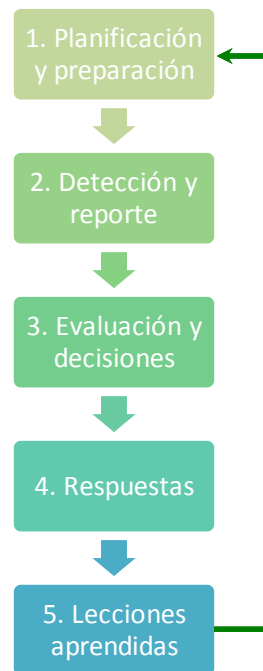 1. Planificación
y preparación
2. Detección y
reporte
3. Evaluación y
decisiones
4. Respuestas
5. Lecciones
aprendidas